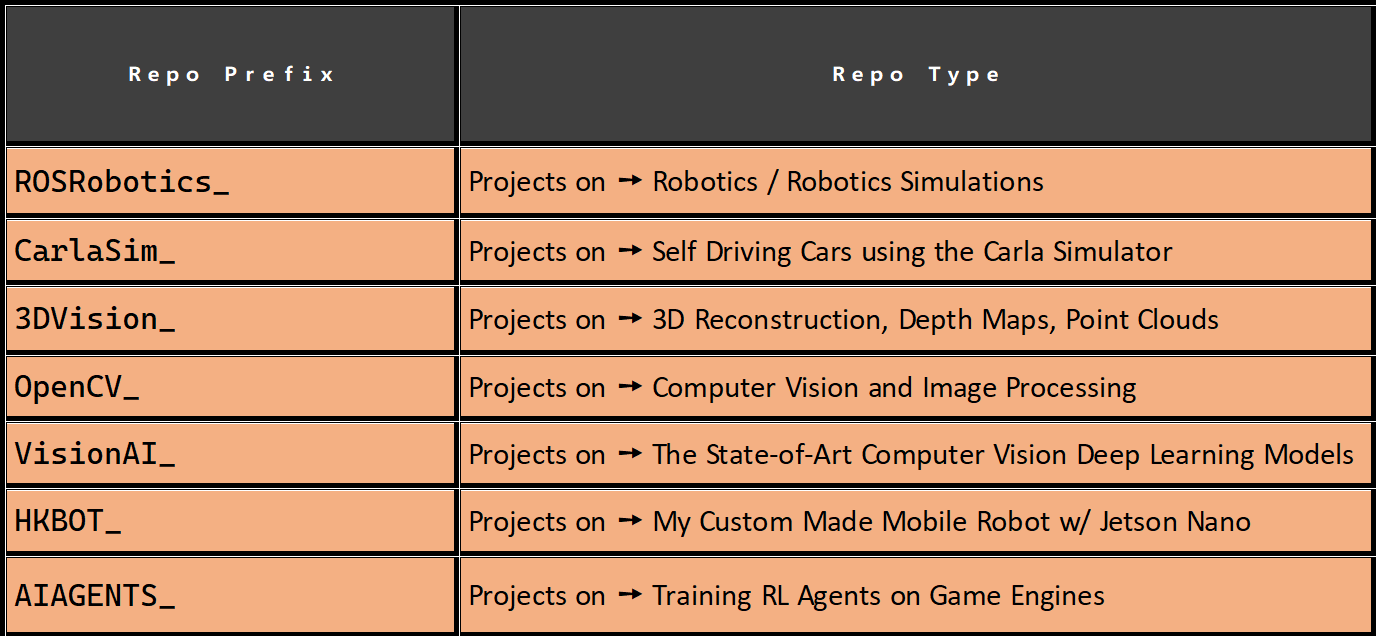 Repo Prefix Repo Type
ROSRobotics_ Projects on → Robotics / Robotics Simulations
CarlaSim_ Projects on → Self Driving Cars using the Carla Simulator
3DVision_ Projects on → 3D Reconstruction, Depth Maps, Point Clouds
OpenCV_ Projects on → Computer Vision and Image Processing
VisionAI_ Projects on → The State-of-Art Computer Vision Deep Learning Models
HKBOT_ Projects on → My Custom Made Mobile Robot w/ Jetson Nano
AIAGENTS_ Projects on → Training RL Agents on Game Engines